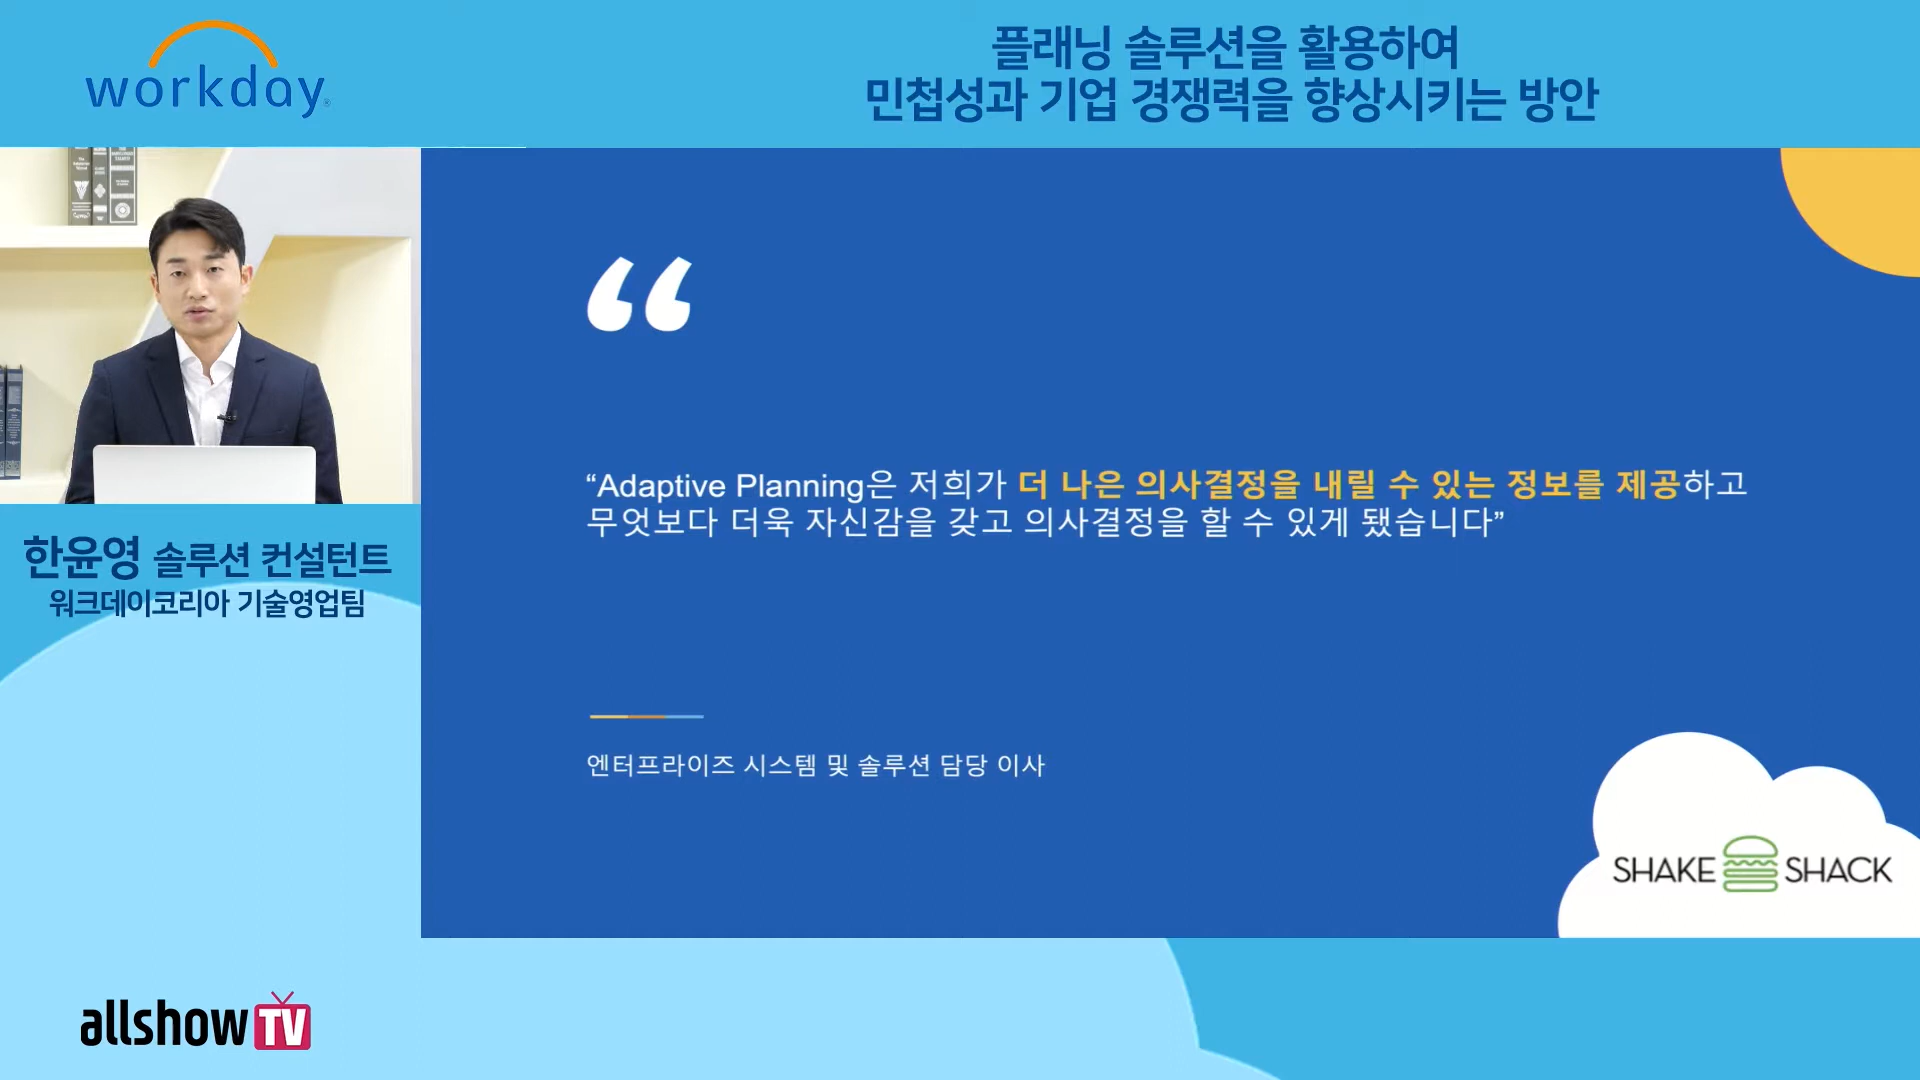 workday
플래닝 솔루션을 활용하여
민첩성과 기업 경쟁력을 향상시키는 방안
“Adaptive Planning은 저희가 더 나은 의사결정을 내릴 수 있는 정보를 제공하고
무엇보다 더욱 자신감을 갖고 의사결정을 할 수 있게 됐습니다”
한윤영 솔루션 컨설턴트
워크데이코리아 기술영업팀
엔터프라이즈 시스템 및 솔루션 담당 이사
SHAKE SHACK
allshowTV